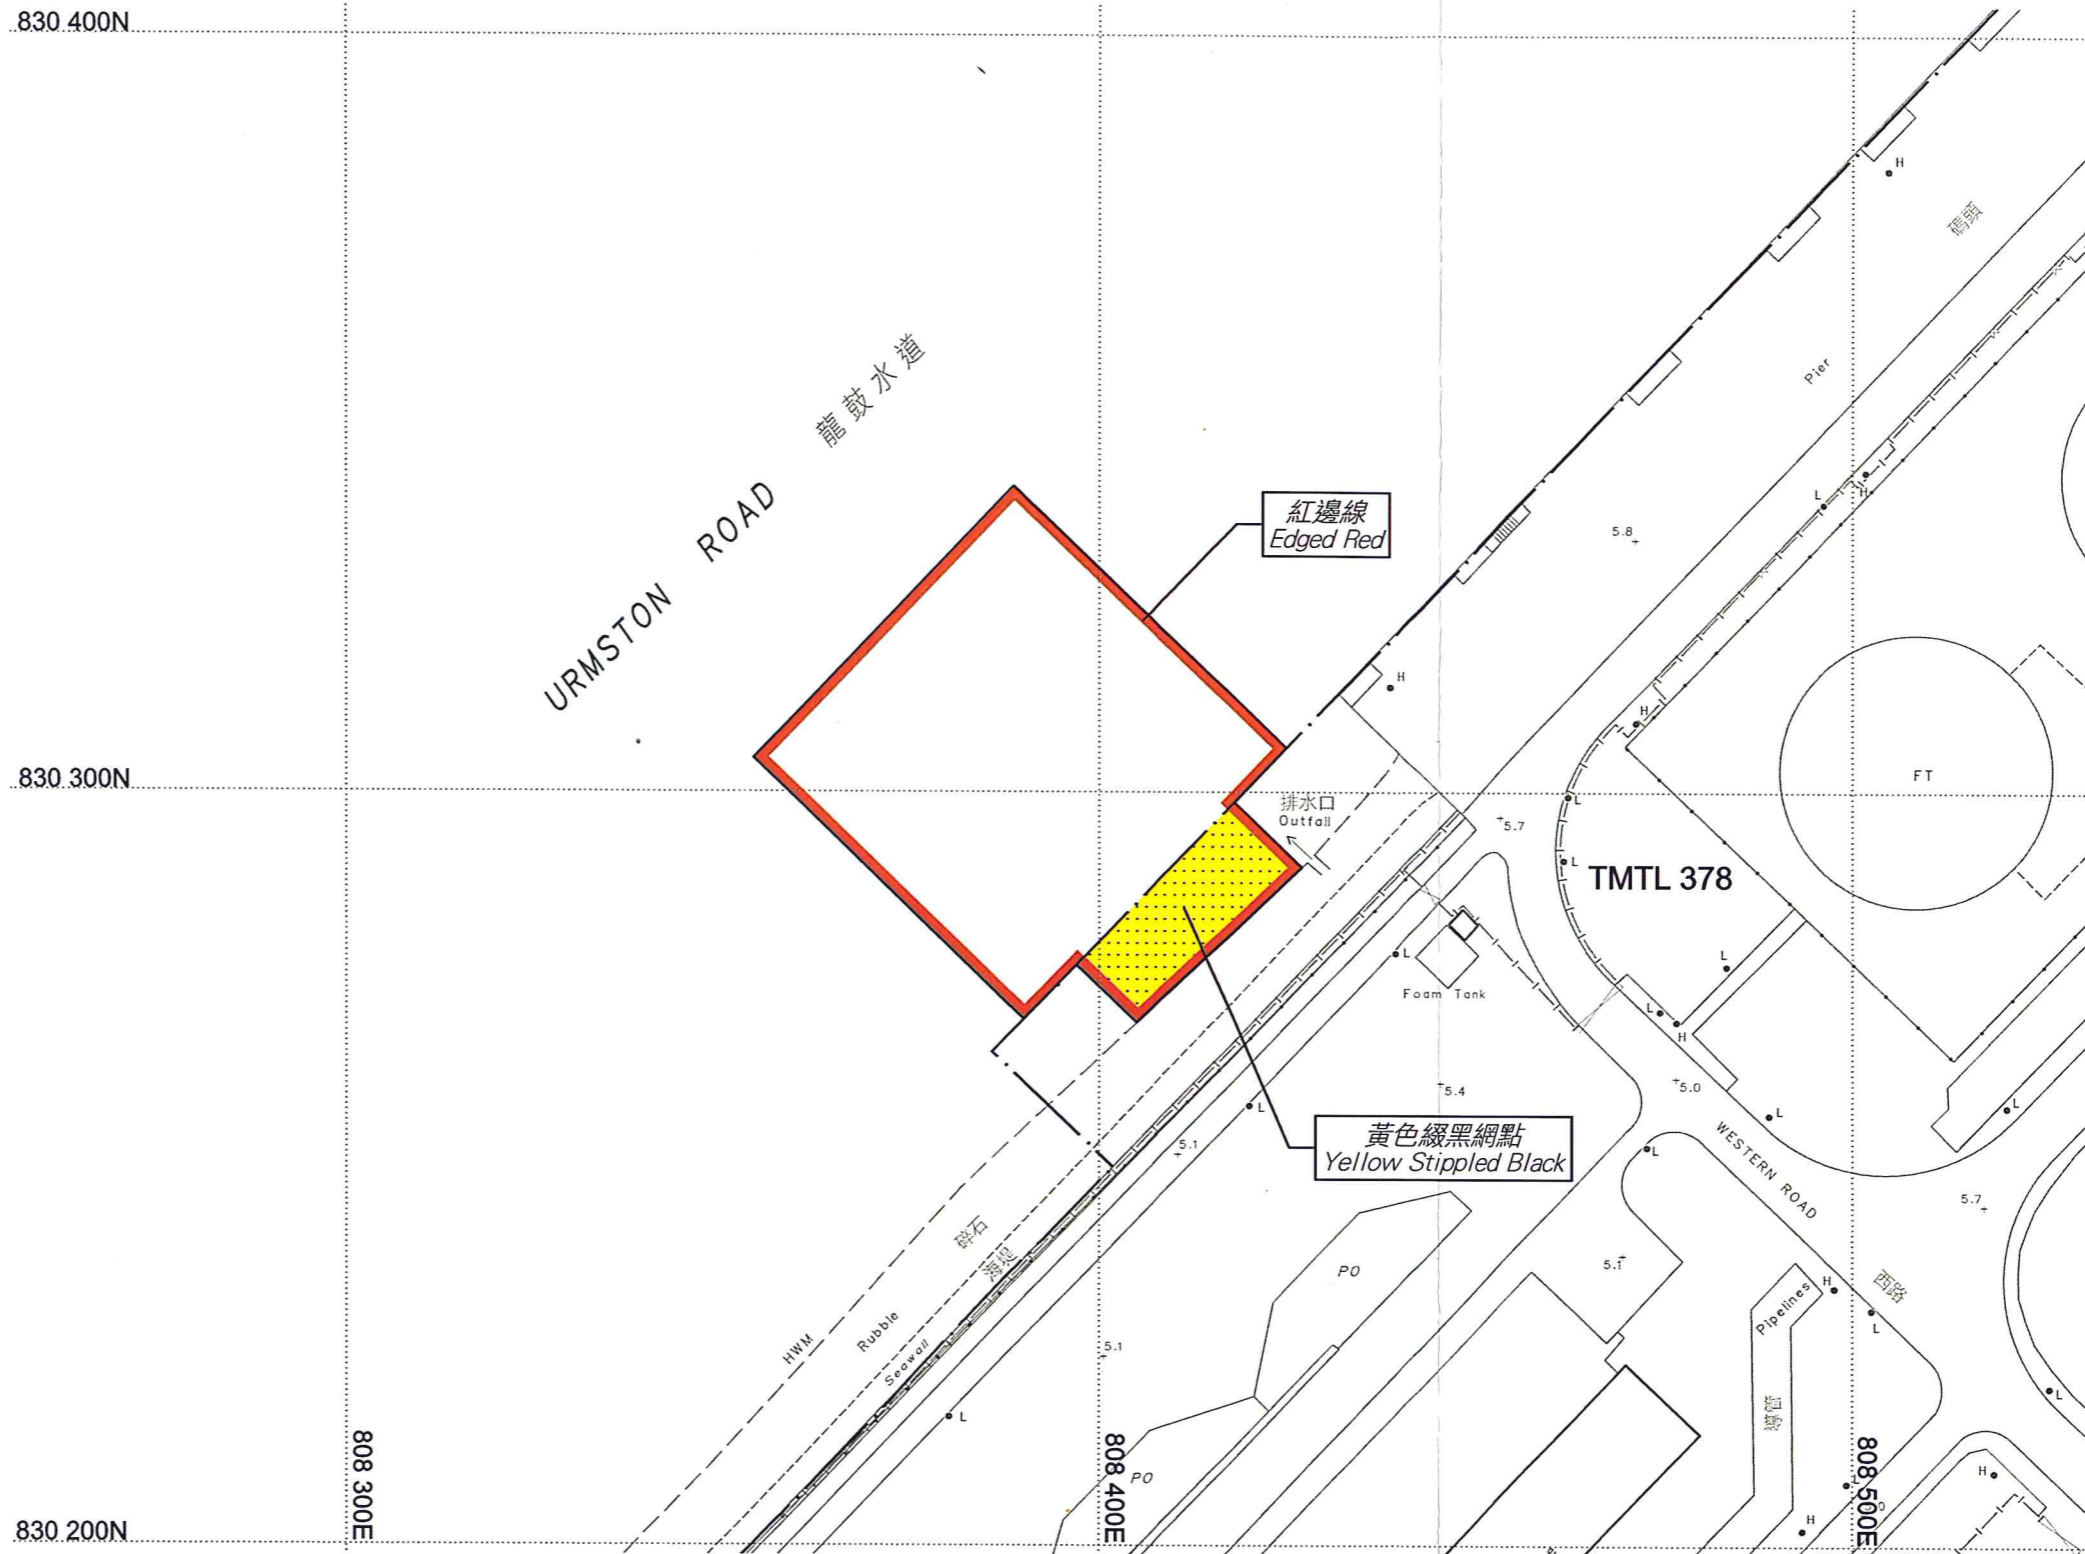 830 400N
H
碼頭
龍鼓水道
Pier
URMSTON ROAD
紅邊線
Edged Red
L
H
5.8
H
H
830 300N
FT
排水口
Outfall
L
5.7
L
TMTL 378
L
L
Foam Tank
L
H
5.4
5.0
L
L
L
黃色綴黑網點
Yellow Stippled Black
5.1
L
WESTERN ROAD
5.7
碎石
海堤
5.1
PO
H
西路
Pipelines
L
HWM
Rubble
Seawall
5.1
L
L
導管
808 300E
808 400E
808 500E
PO
H
L
H
830 200N